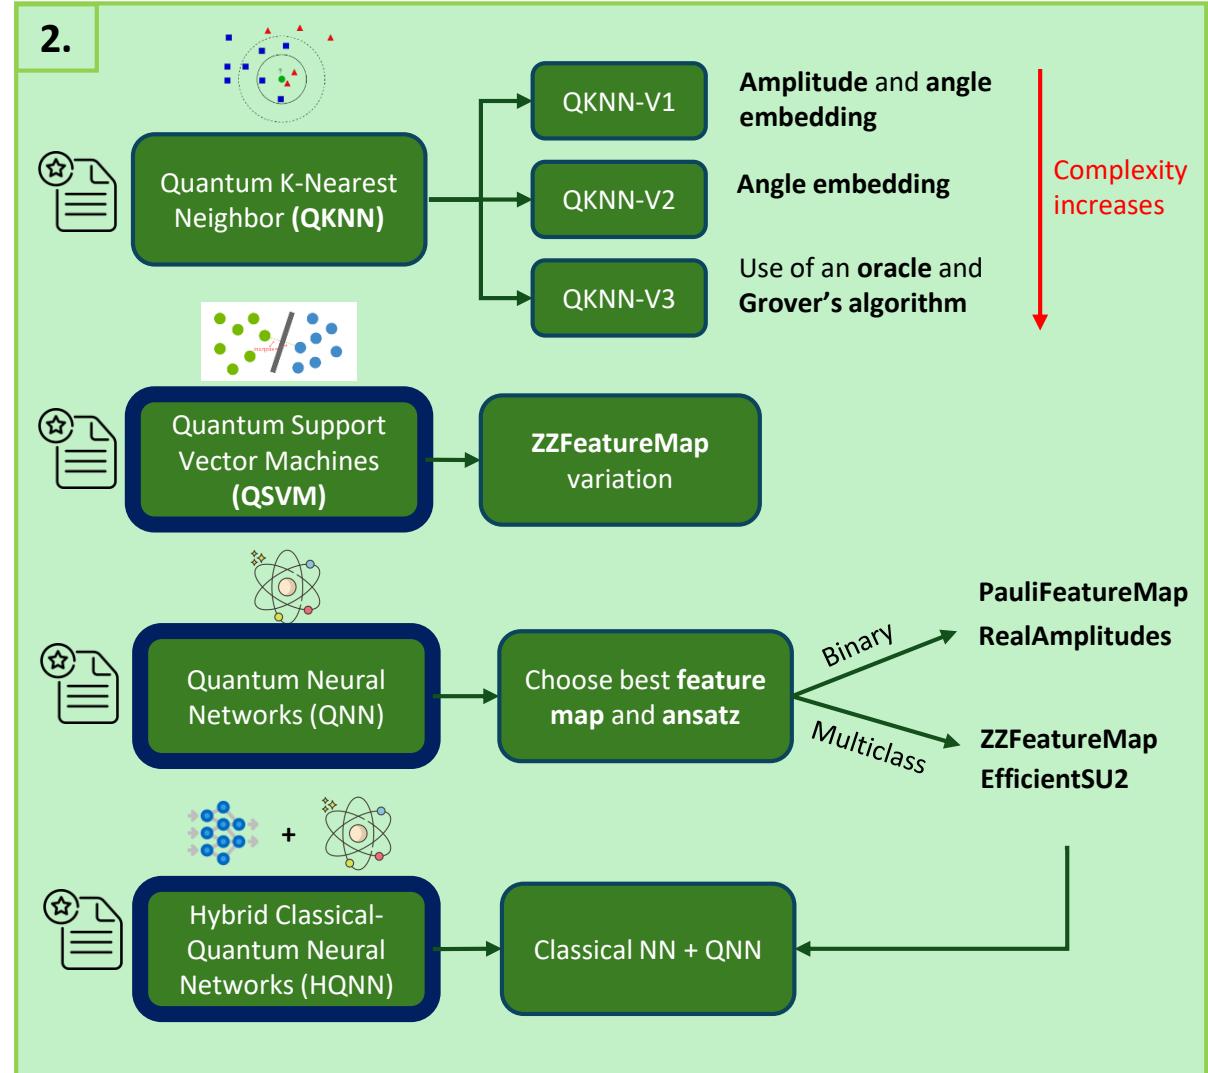 2.
Quantum K-Nearest
Neighbor (QKNN)
QKNN-V1
Amplitude and angle
embedding
QKNN-V2
Angle embedding
QKNN-V3
Use of an oracle and
Grover's algorithm
Complexity
increases
Quantum Support
Vector Machines
(QSVM)
ZZFeatureMap
variation
Quantum Neural
Networks (QNN)
Choose best feature
map and ansatz
Binary
PauliFeatureMap
RealAmplitudes
Multiclass
ZZFeatureMap
EfficientSU2
+
Hybrid Classical-
Quantum Neural
Networks (HQNN)
Classical NN + QNN